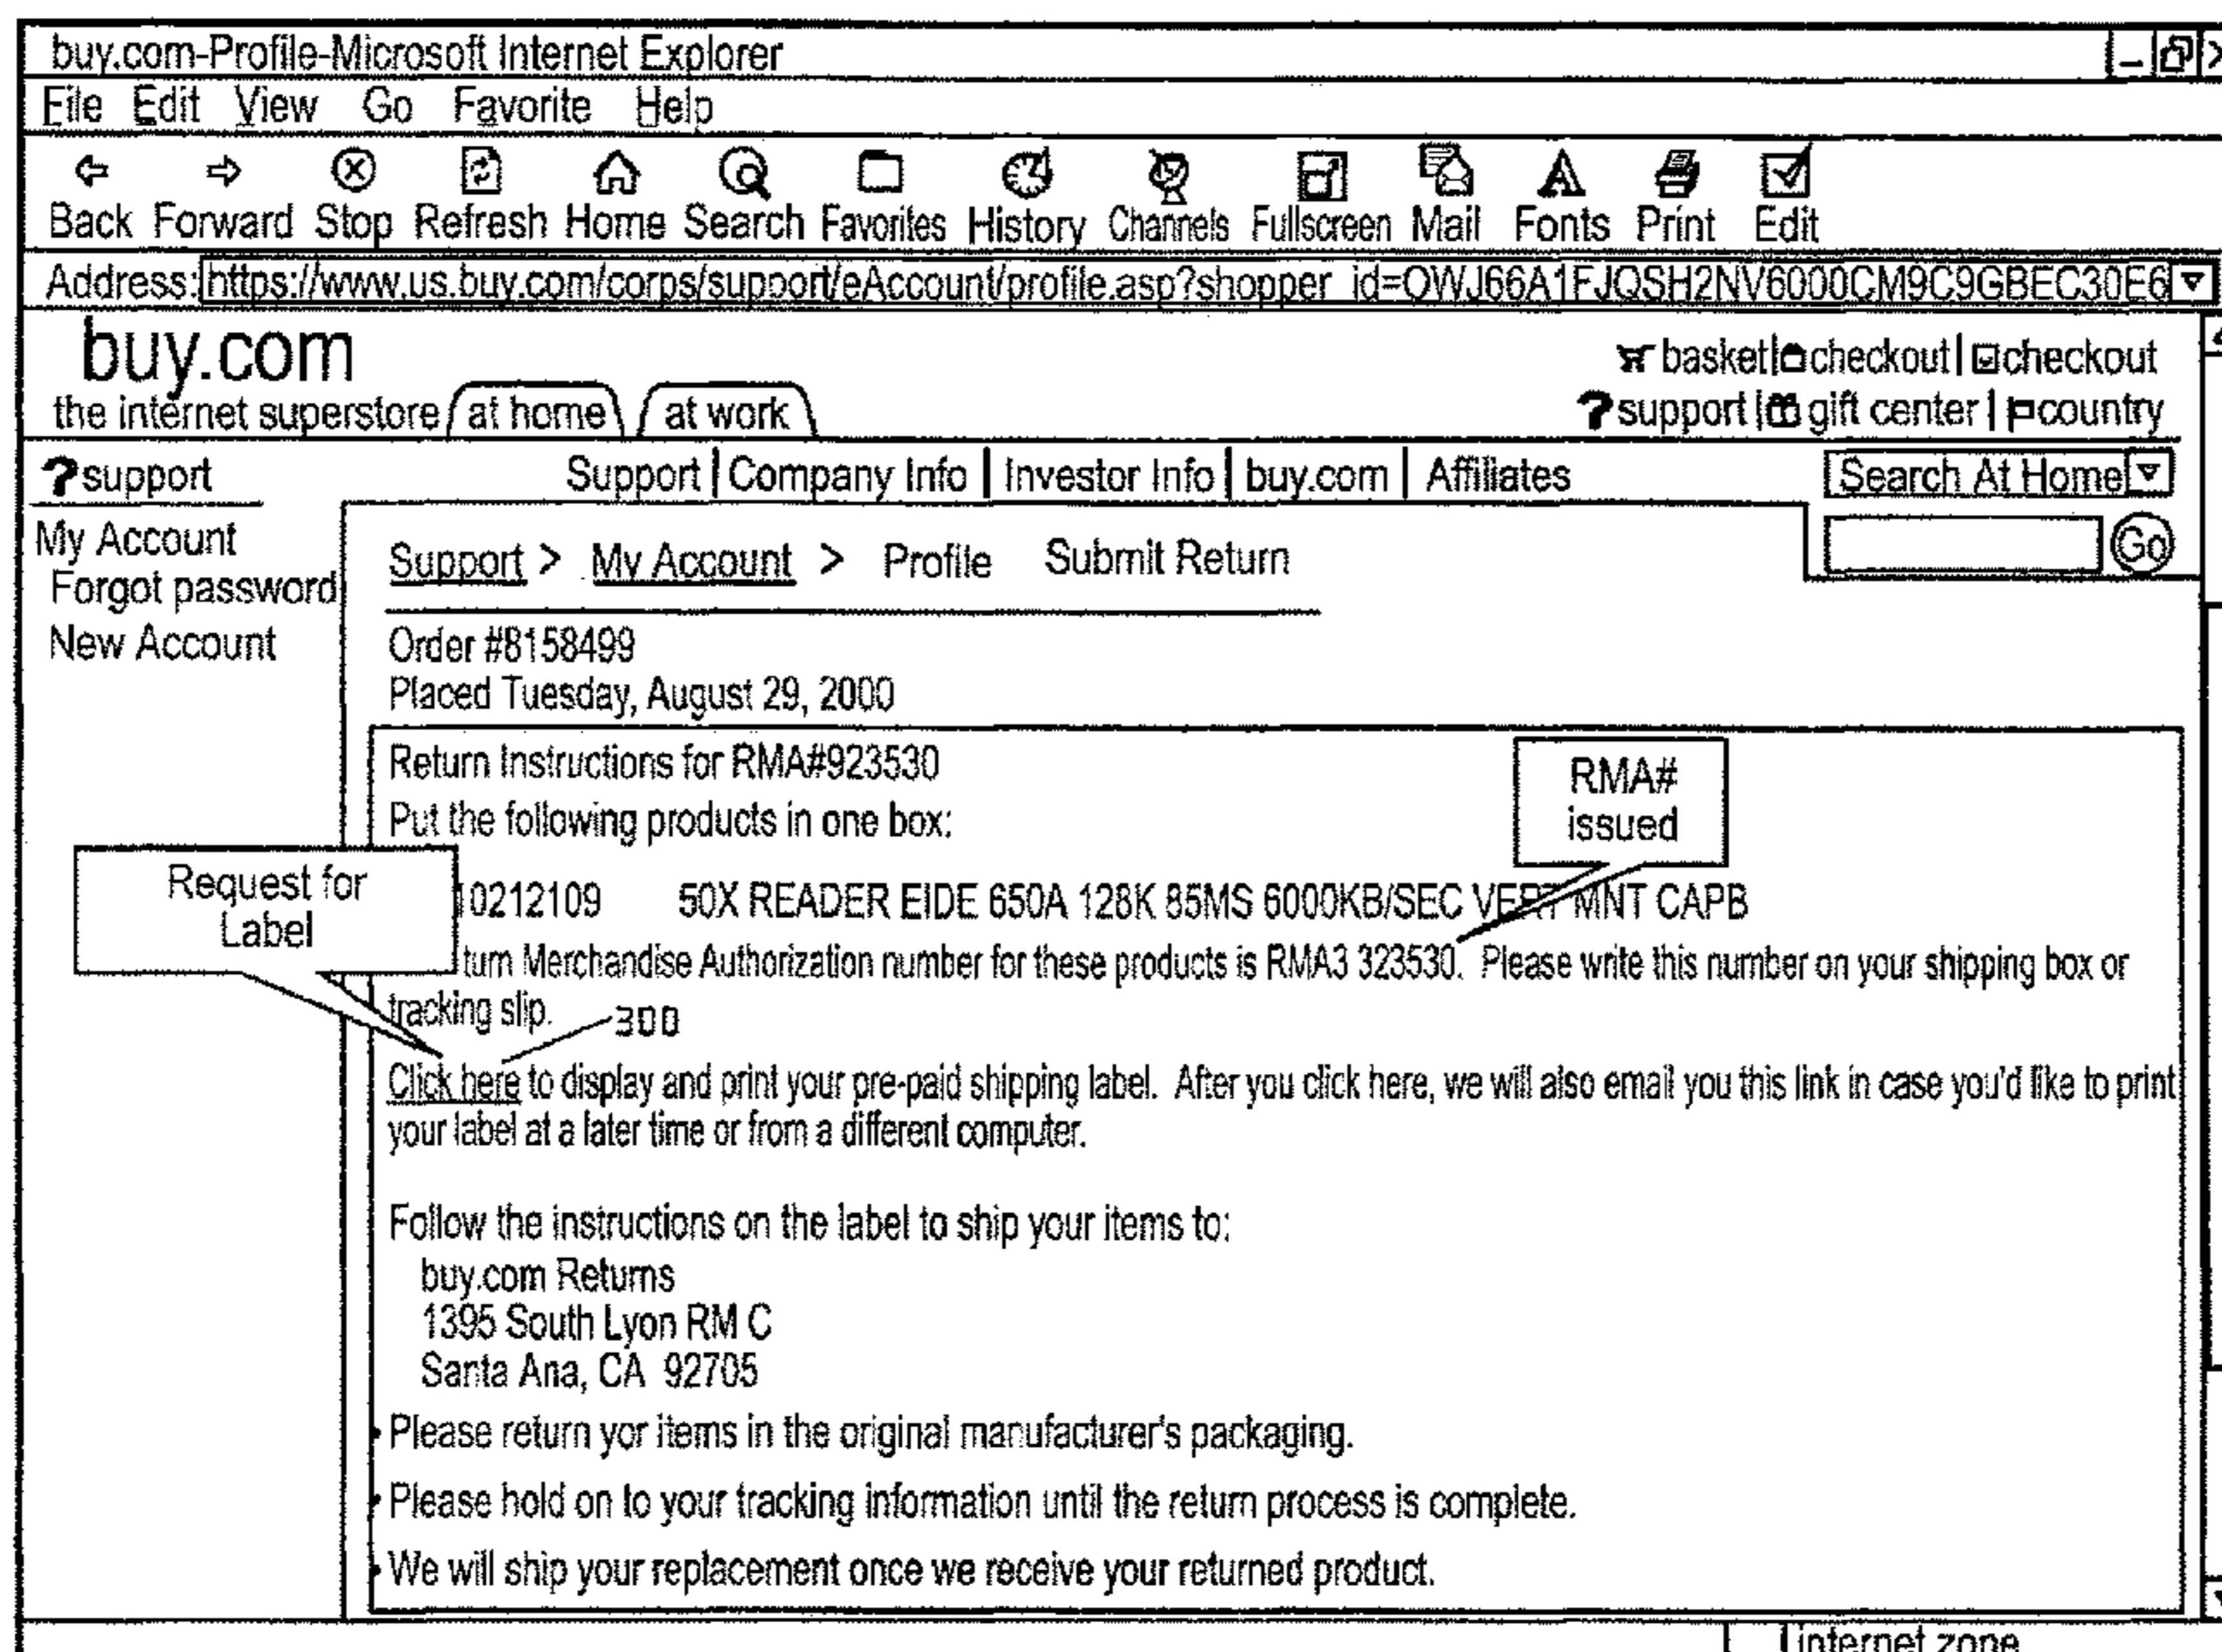 buy.com-Profile-Microsoft Internet Explorer
File Edit View Go Favorite Help
Back Forward Stop Refresh Home Search Favorites History Channels Fullscreen Mail Fonts Print Edit
Address: https://www.us.buy.com/corps/support/eAccount/profile.asp?shopper_id=OWJ66A1FJQSH2NV6000CM9C9GBEC30E6
buy.com
basket|checkout|checkout
the internet superstore at home at work
?support|gift center|country
?support Support|Company Info|Investor Info|buy.com|Affiliates Search At Home
My Account
Go
Support > My Account > Profile Submit Return
Forgot password
New Account
Order #8158499
Placed Tuesday, August 29, 2000
Return Instructions for RMA#923530
RMA#
issued
Put the following products in one box:
Request for
Label
10212109 50X READER EIDE 650A 128K 85MS 6000KB/SEC VERT MNT CAPB
turn Merchandise Authorization number for these products is RMA3 323530. Please write this number on your shipping box or
tracking slip.
300
Click here to display and print your pre-paid shipping label. After you click here, we will also email you this link in case you'd like to print
your label at a later time or from a different computer.
Follow the instructions on the label to ship your items to:
buy.com Returns
1395 South Lyon RM C
Santa Ana, CA 92705
• Please return yor items in the original manufacturer's packaging.
• Please hold on to your tracking information until the return process is complete.
• We will ship your replacement once we receive your returned product.
internet zone